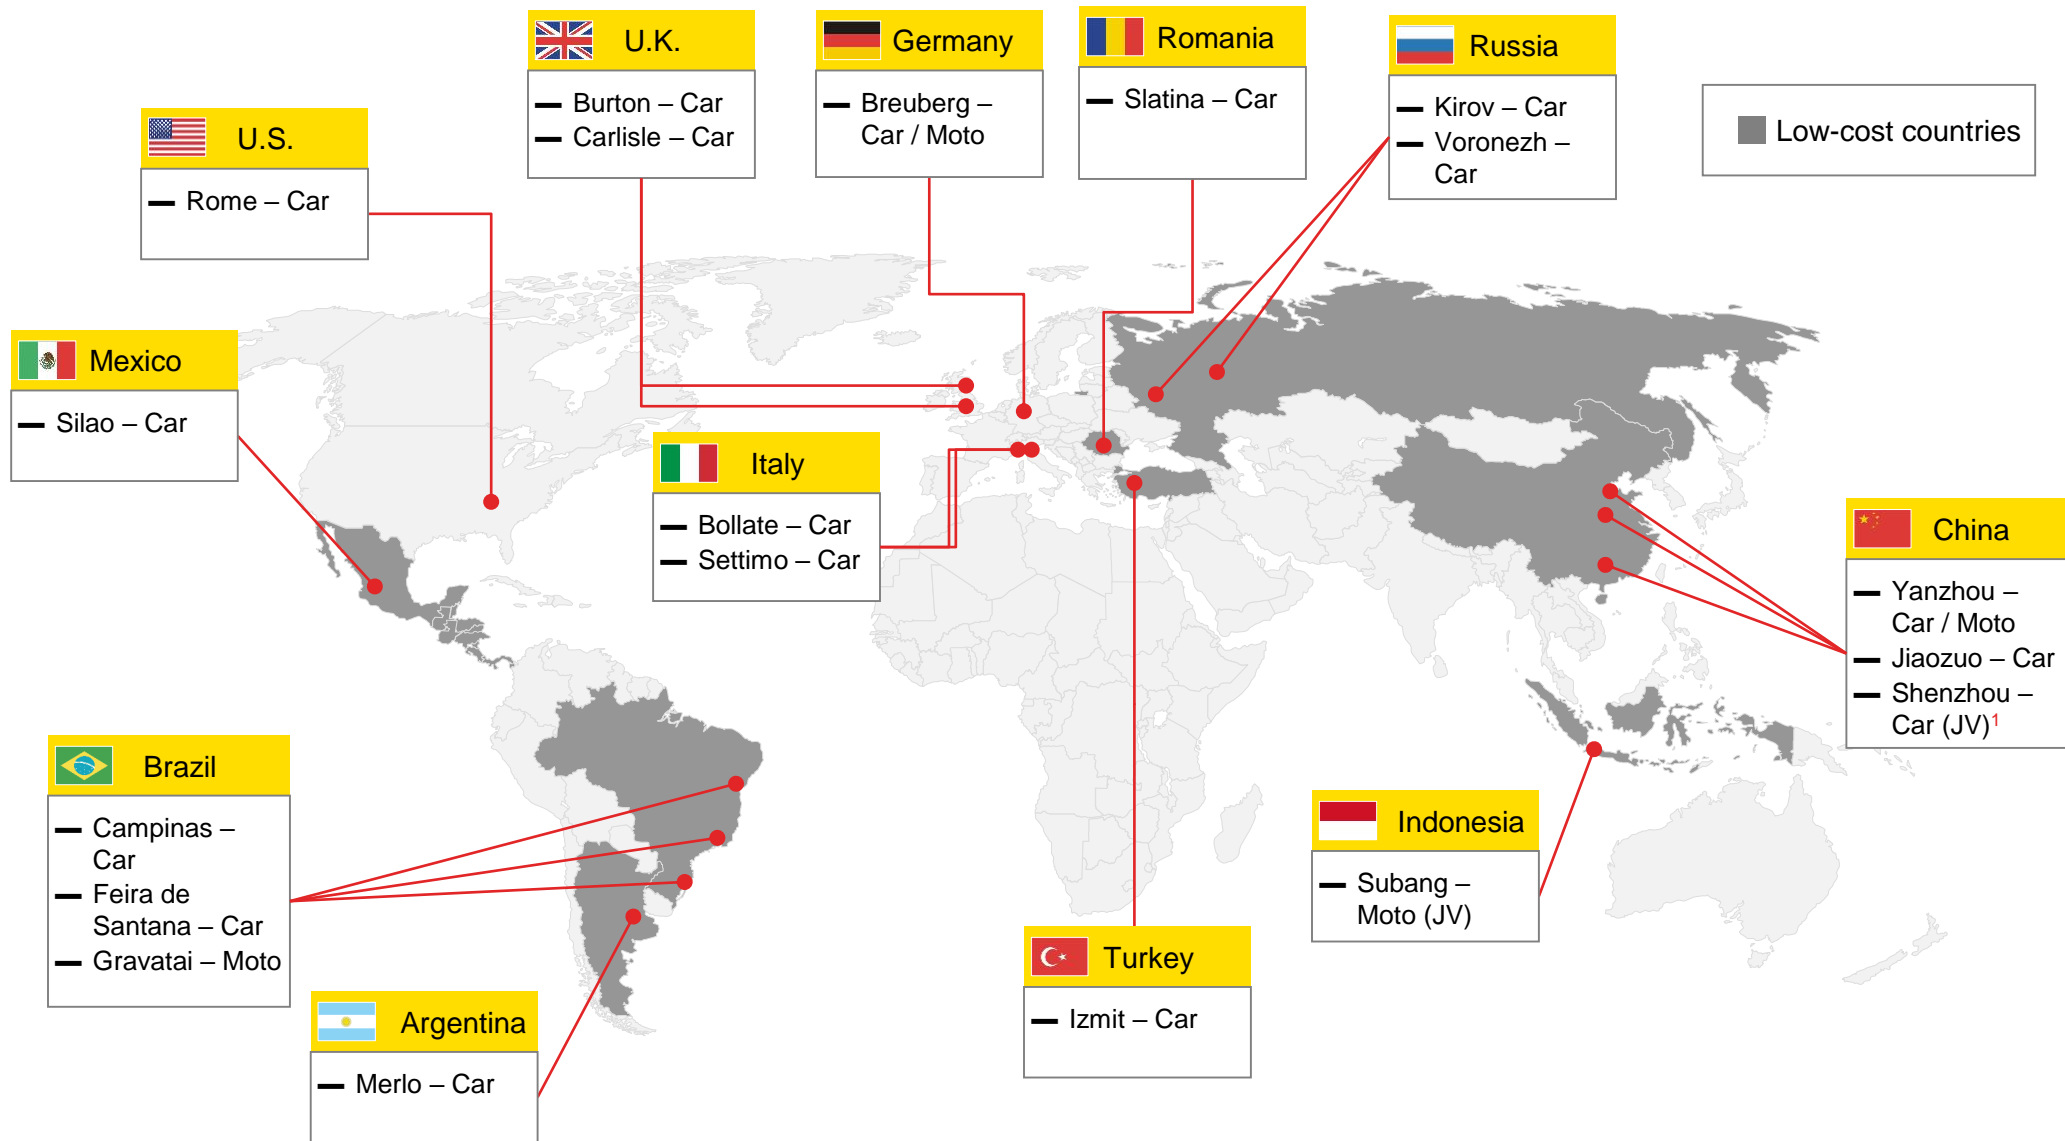 U.K.
Burton – Car
Carlisle – Car
Germany
Breuberg –
Car / Moto
Romania
Slatina – Car
Russia
Kirov – Car
Voronezh –
Car
Low-cost countries
U.S.
Rome – Car
Mexico
Silao – Car
Italy
Bollate – Car
Settimo – Car
China
Yanzhou –
Car / Moto
Jiaozuo – Car
Shenzhou –
Car (JV)1
Brazil
Campinas –
Car
Feira de
Santana – Car
Gravatai – Moto
Indonesia
Subang –
Moto (JV)
Turkey
Izmit – Car
Argentina
Merlo – Car